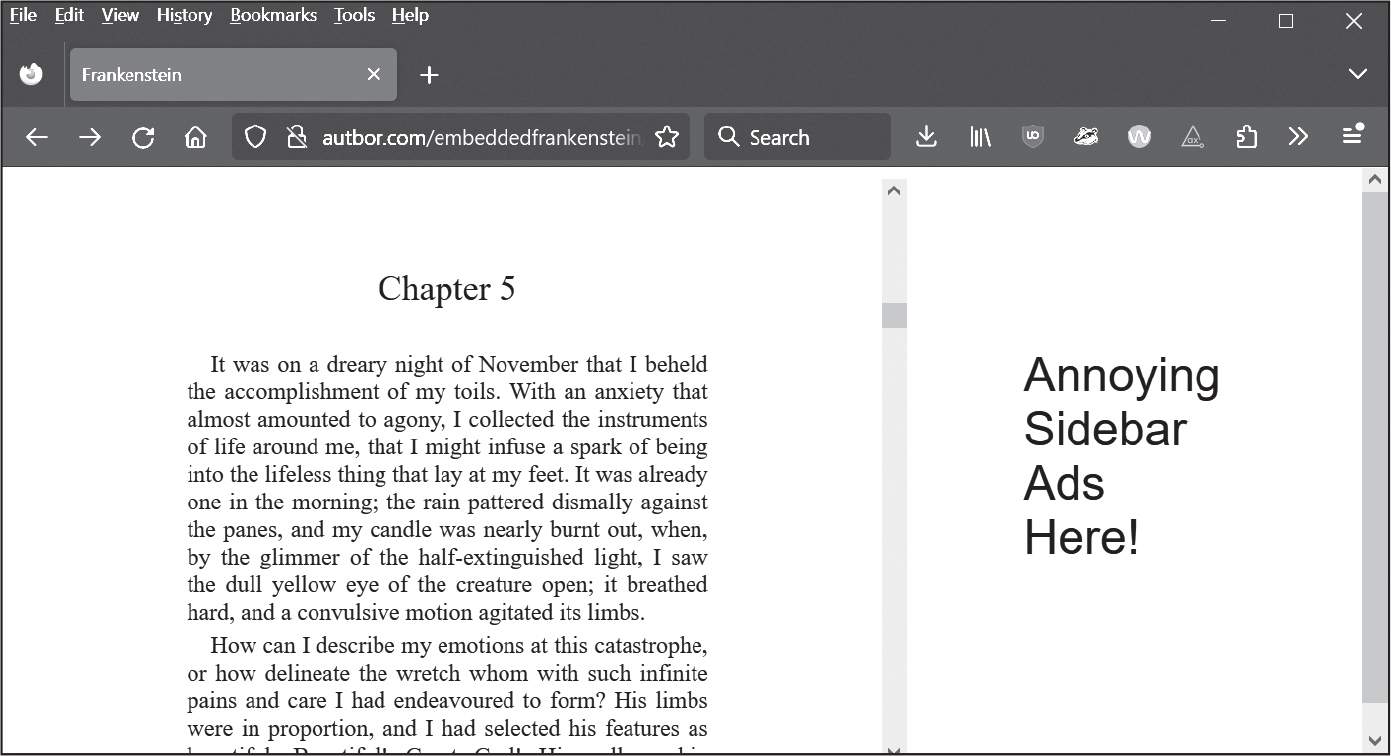 File Edit View History Bookmarks Tools Help
Frankenstein
autbor.com/embeddedfrankenstein
Search
Chapter 5
It was on a dreary night of November that I beheld
the accomplishment of my toils. With an anxiety that
almost amounted to agony, I collected the instruments
of life around me, that I might infuse a spark of being
into the lifeless thing that lay at my feet. It was already
one in the morning; the rain pattered dismally against
the panes, and my candle was nearly burnt out, when,
by the glimmer of the half-extinguished light, I saw
the dull yellow eye of the creature open; it breathed
hard, and a convulsive motion agitated its limbs.
How can I describe my emotions at this catastrophe,
or how delineate the wretch whom with such infinite
pains and care I had endeavoured to form? His limbs
were in proportion, and I had selected his features as
Annoying
Sidebar
Ads
Here!